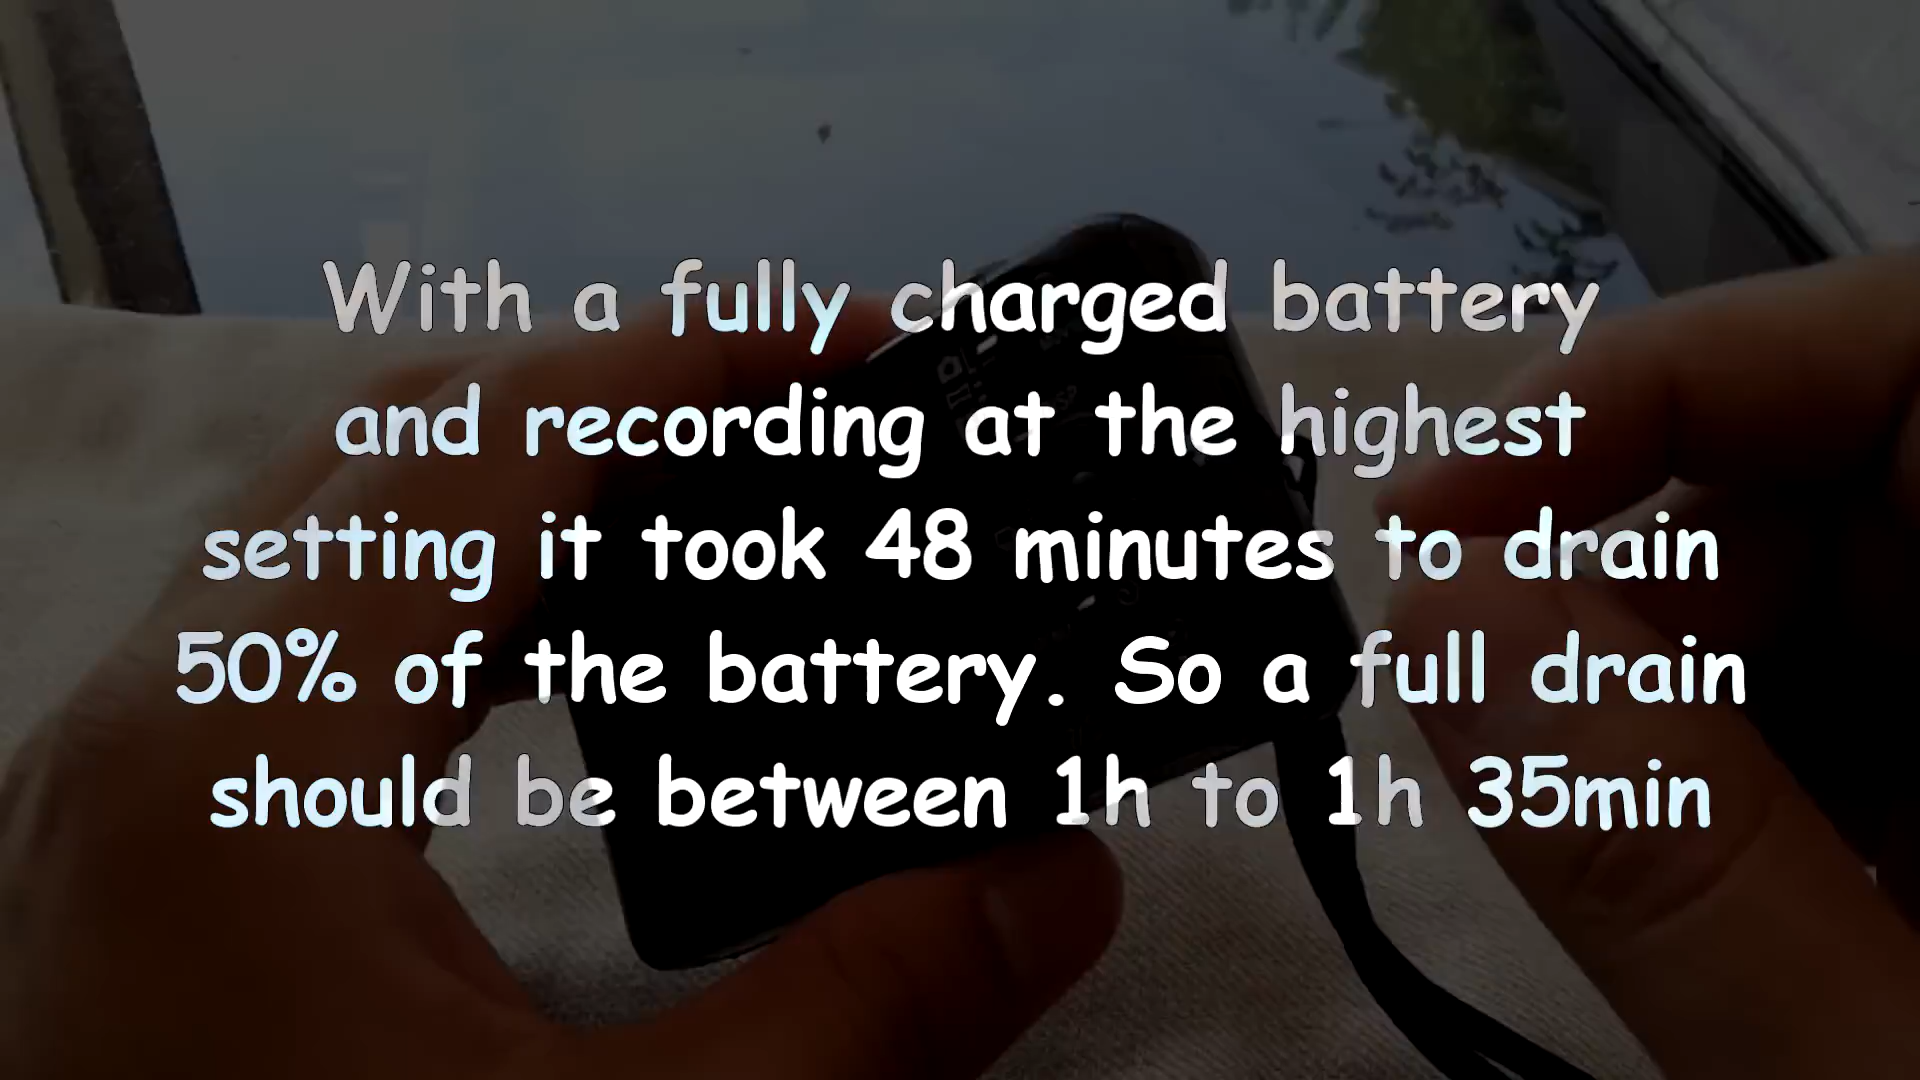 With a fully charged battery
and recording at the highest
setting it took 48 minutes to drain
50% of the battery. So a full drain
should be between 1h to 1h 35min